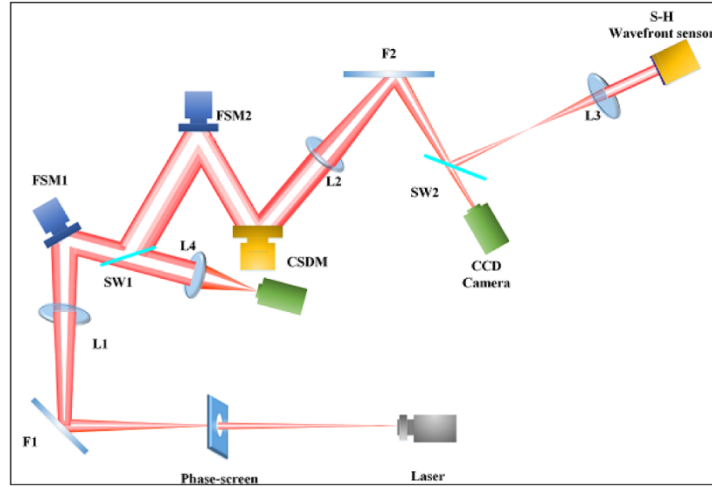 S-H
Wavefront sensor
F2
FSM2
L3
L2
FSM1
SW2
L4
CSDM
CCD
Camera
SW1
L1
F1
Phase-screen
Laser